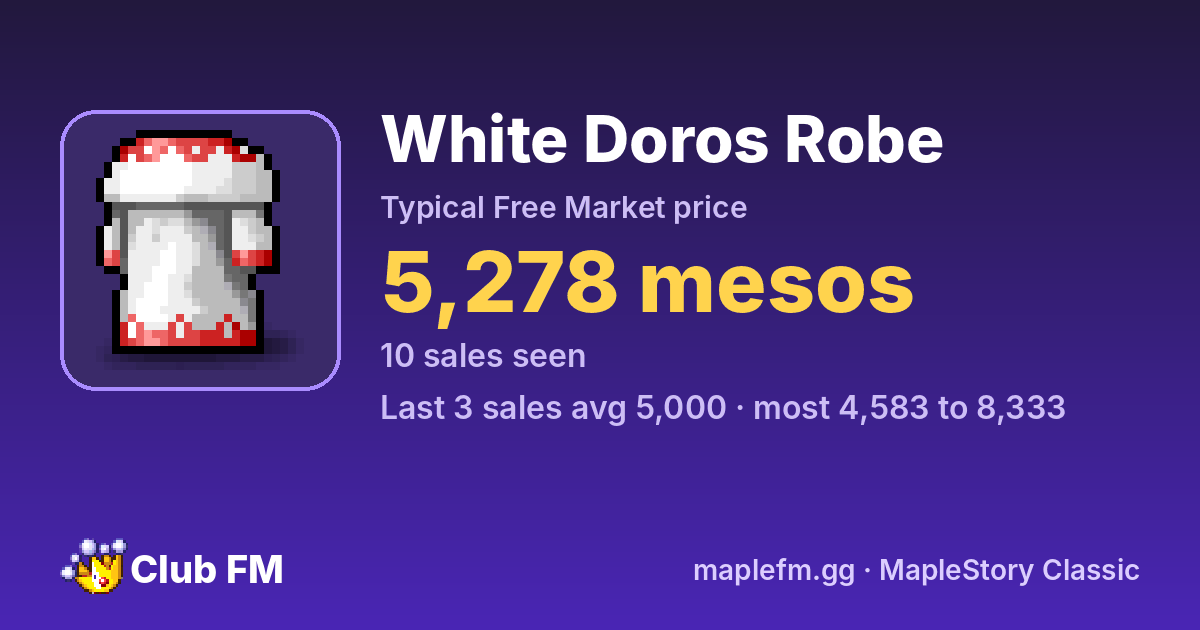 White Doros Robe
Typical Free Market price
5,278 mesos
10 sales seen
Last 3 sales avg 5,000 · most 4,583 to 8,333
Club FM
maplefm.gg · MapleStory Classic